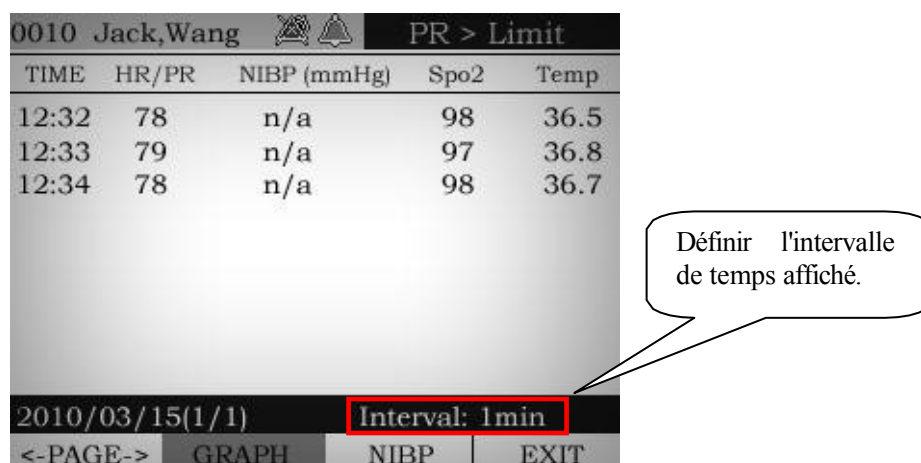 0010 Jack,Wang PR > Limit
TIME HR/PR NIBP (mmHg) Spo2 Temp
12:32 78 n/a 98 36.5
12:33 79 n/a 97 36.8
12:34 78 n/a 98 36.7
Définir l'intervalle
de temps affiché.
2010/03/15(1/1) Interval: 1min
<-PAGE-> GRAPH NIBP EXIT